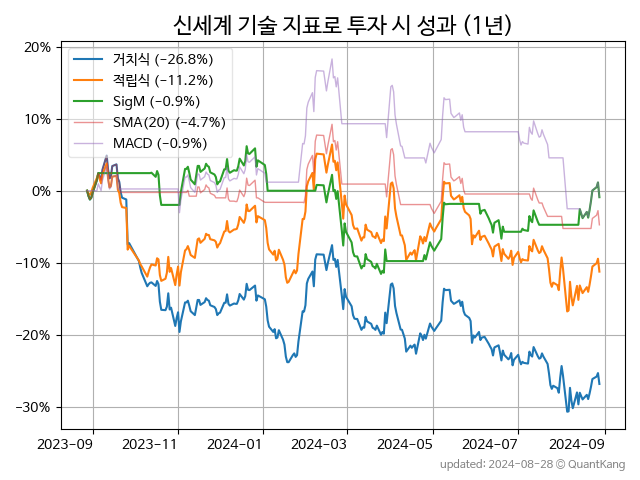 신세계 기술 지표로 투자 시 성과 (1년)
거치식 (−26.8%)
적립식 (−11.2%)
SigM (−0.9%)
SMA(20) (−4.7%)
MACD (−0.9%)
20%
10%
0%
−10%
−20%
−30%
2023-09 2023-11 2024-01 2024-03 2024-05 2024-07 2024-09
updated: 2024-08-28 © QuantKang